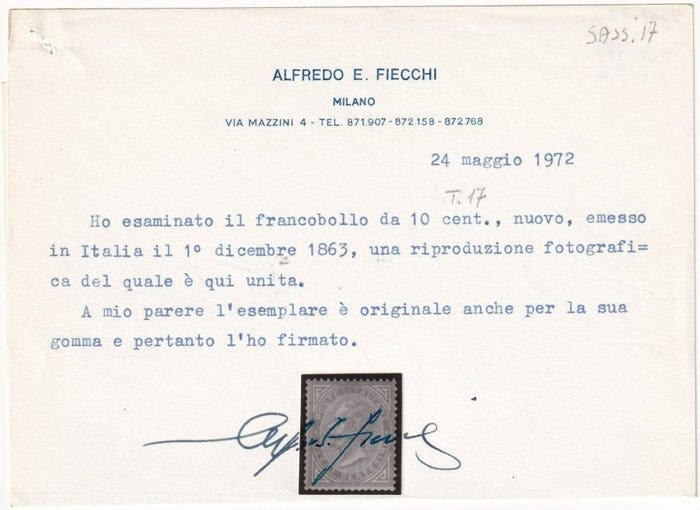 SASS. 17
ALFREDO E. FIECCHI
MILANO
VIA MAZZINI 4 - TEL. 871.907 - 872.158 - 872.768
24 maggio 1972
T. 17
Ho esaminato il francobollo da 10 cent., nuovo, emesso
in Italia il 1º dicembre 1863, una riproduzione fotografi=
ca del quale è qui unita.
A mio parere l'esemplare è originale anche per la sua
gomma e pertanto l'ho firmato.